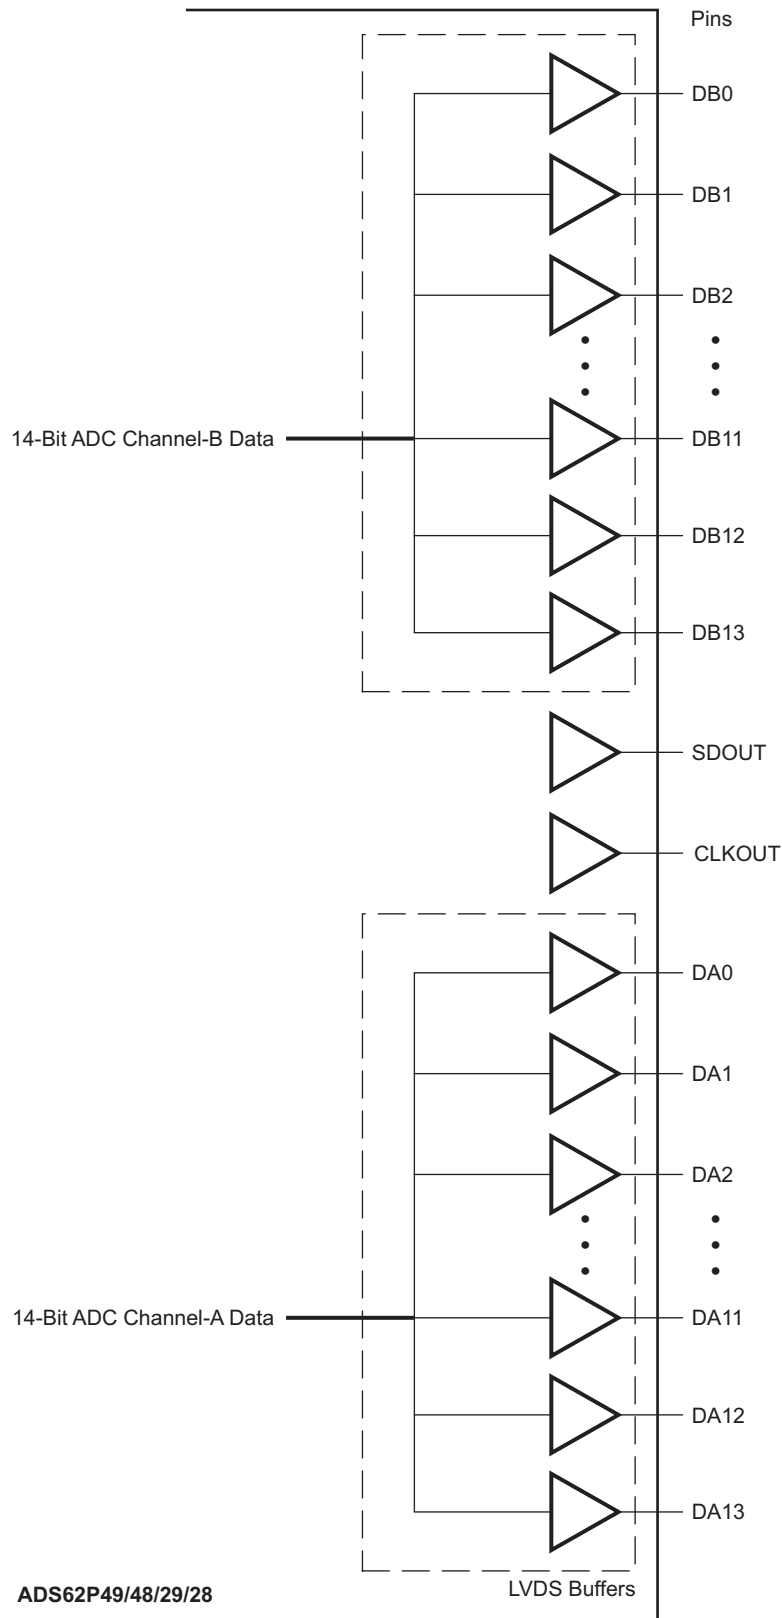 Pins
DB0
DB1
DB2
14-Bit ADC Channel-B Data
DB11
DB12
DB13
SDOUT
CLKOUT
DA0
DA1
DA2
14-Bit ADC Channel-A Data
DA11
DA12
DA13
LVDS Buffers
ADS62P49/48/29/28